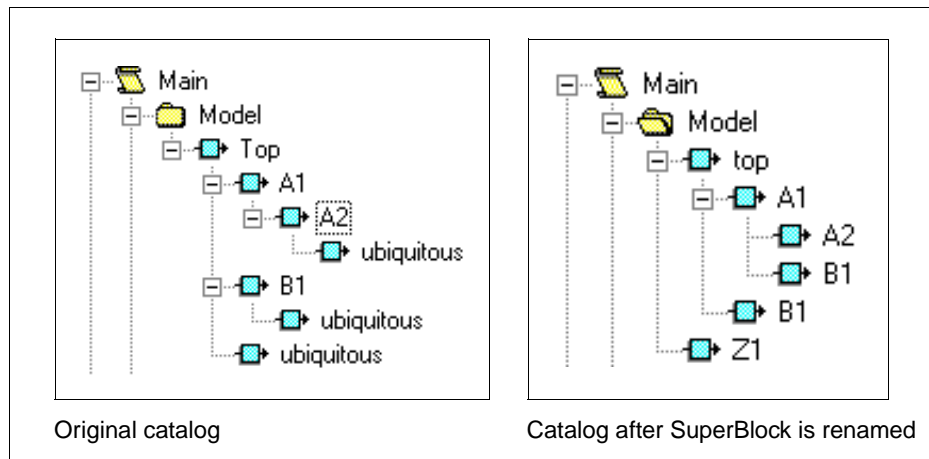 Main
Model
Top
A1
A2
ubiquitous
B1
ubiquitous
ubiquitous
Original catalog
Main
Model
top
A1
A2
B1
B1
Z1
Catalog after SuperBlock is renamed